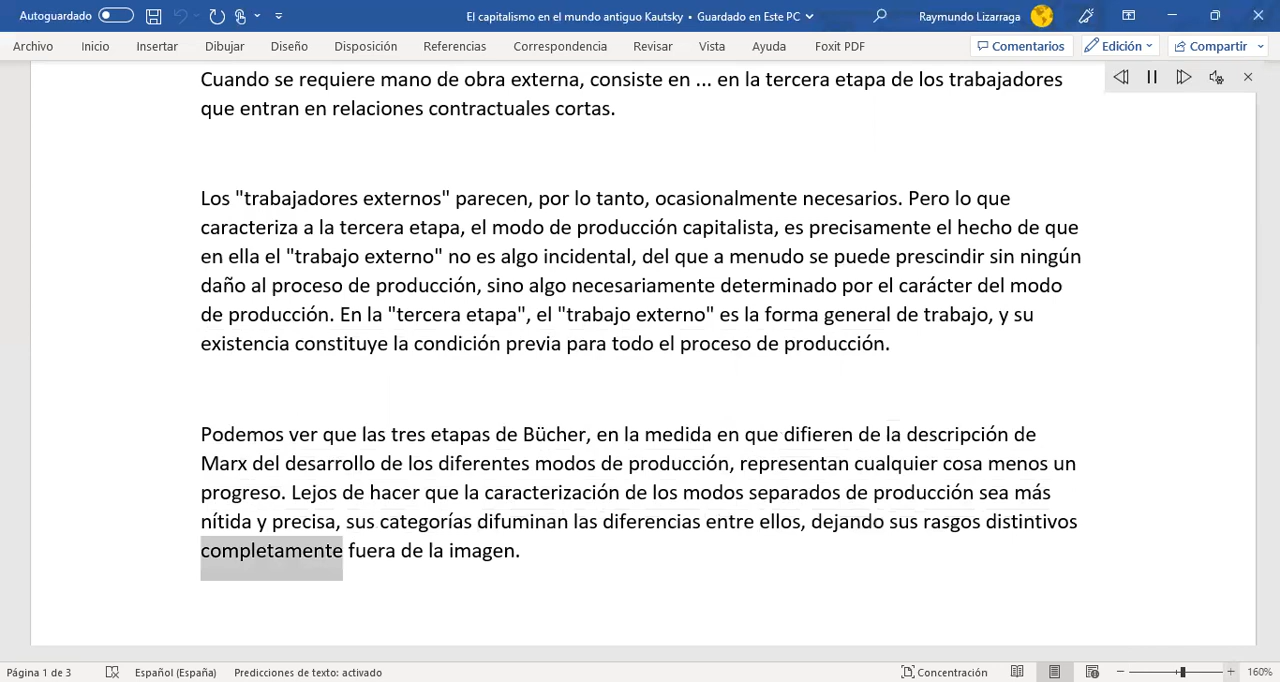 Autoguardado
El capitalismo en el mundo antiguo Kautsky • Guardado en Este PC
Raymundo Lizarraga
Archivo Inicio Insertar Dibujar Diseño Disposición Referencias Correspondencia Revisar Vista Ayuda Foxit PDF Comentarios Edición Compartir
Cuando se requiere mano de obra externa, consiste en ... en la tercera etapa de los trabajadores
que entran en relaciones contractuales cortas.
Los "trabajadores externos" parecen, por lo tanto, ocasionalmente necesarios. Pero lo que
caracteriza a la tercera etapa, el modo de producción capitalista, es precisamente el hecho de que
en ella el "trabajo externo" no es algo incidental, del que a menudo se puede prescindir sin ningún
daño al proceso de producción, sino algo necesariamente determinado por el carácter del modo
de producción. En la "tercera etapa", el "trabajo externo" es la forma general de trabajo, y su
existencia constituye la condición previa para todo el proceso de producción.
Podemos ver que las tres etapas de Bücher, en la medida en que difieren de la descripción de
Marx del desarrollo de los diferentes modos de producción, representan cualquier cosa menos un
progreso. Lejos de hacer que la caracterización de los modos separados de producción sea más
nítida y precisa, sus categorías difuminan las diferencias entre ellos, dejando sus rasgos distintivos
completamente fuera de la imagen.
Página 1 de 3 Español (España) Predicciones de texto: activado Concentración 160%